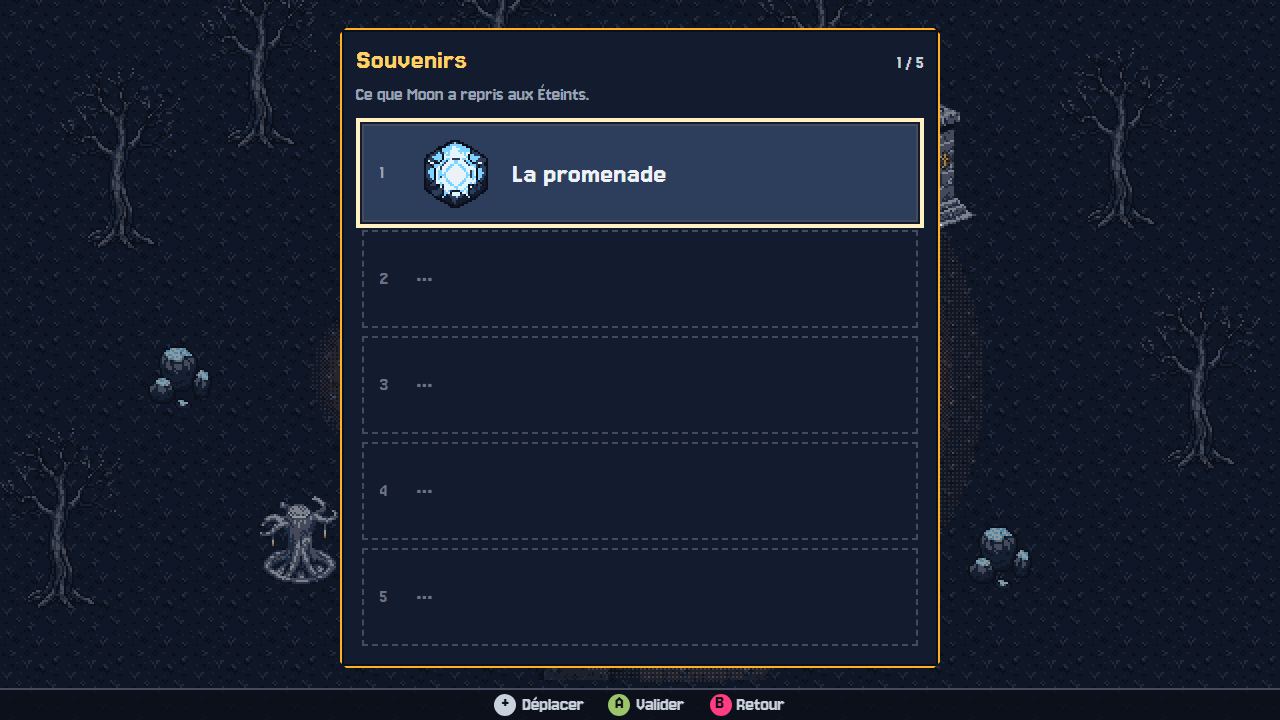 Souvenirs
1 / 5
Ce que Moon a repris aux Éteints.
1 La promenade
2 ...
3 ...
4 ...
5 ...
+ Déplacer A Valider B Retour